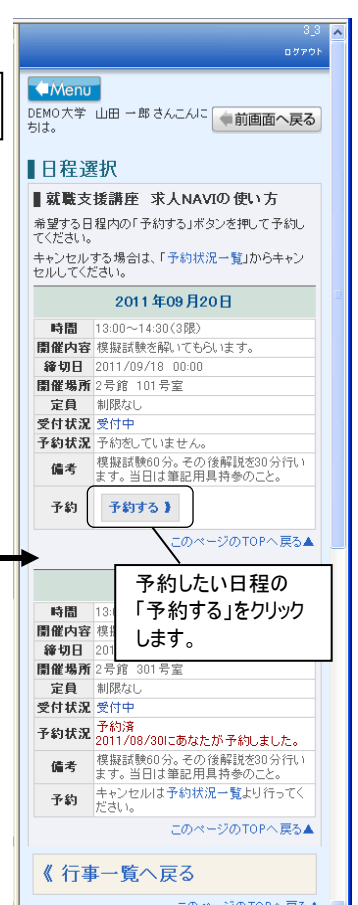 3_3
ログアウト
Menu
DEMO大学 山田 一郎 さんこんに
ちは。
前画面へ戻る
日程選択
就職支援講座 求人NAVIの使い方
希望する日程内の「予約する」ボタンを押して予約し
てください。
キャンセルする場合は、「予約状況一覧」からキャン
セルしてください。
2011年09月20日
時間 13:00～14:30(3限)
開催内容 模擬試験を解いてもらいます。
締切日 2011/09/18 00:00
開催場所 2号館 101号室
定員 制限なし
受付状況 受付中
予約状況 予約をしていません。
備考 模擬試験60分。その後解説を30分行い
ます。当日は筆記用具持参のこと。
予約 予約する 》
このページのTOPへ戻る▲
予約したい日程の
「予約する」をクリック
します。
時間 13:
開催内容 模
締切日 201
開催場所 2号館 301号室
定員 制限なし
受付状況 受付中
予約状況 予約済
2011/08/30にあなたが予約しました。
備考 模擬試験60分。その後解説を30分行い
ます。当日は筆記用具持参のこと。
予約 キャンセルは予約状況一覧より行ってく
ださい。
このページのTOPへ戻る▲
《 行事一覧へ戻る
このページのTOPへ戻る▲